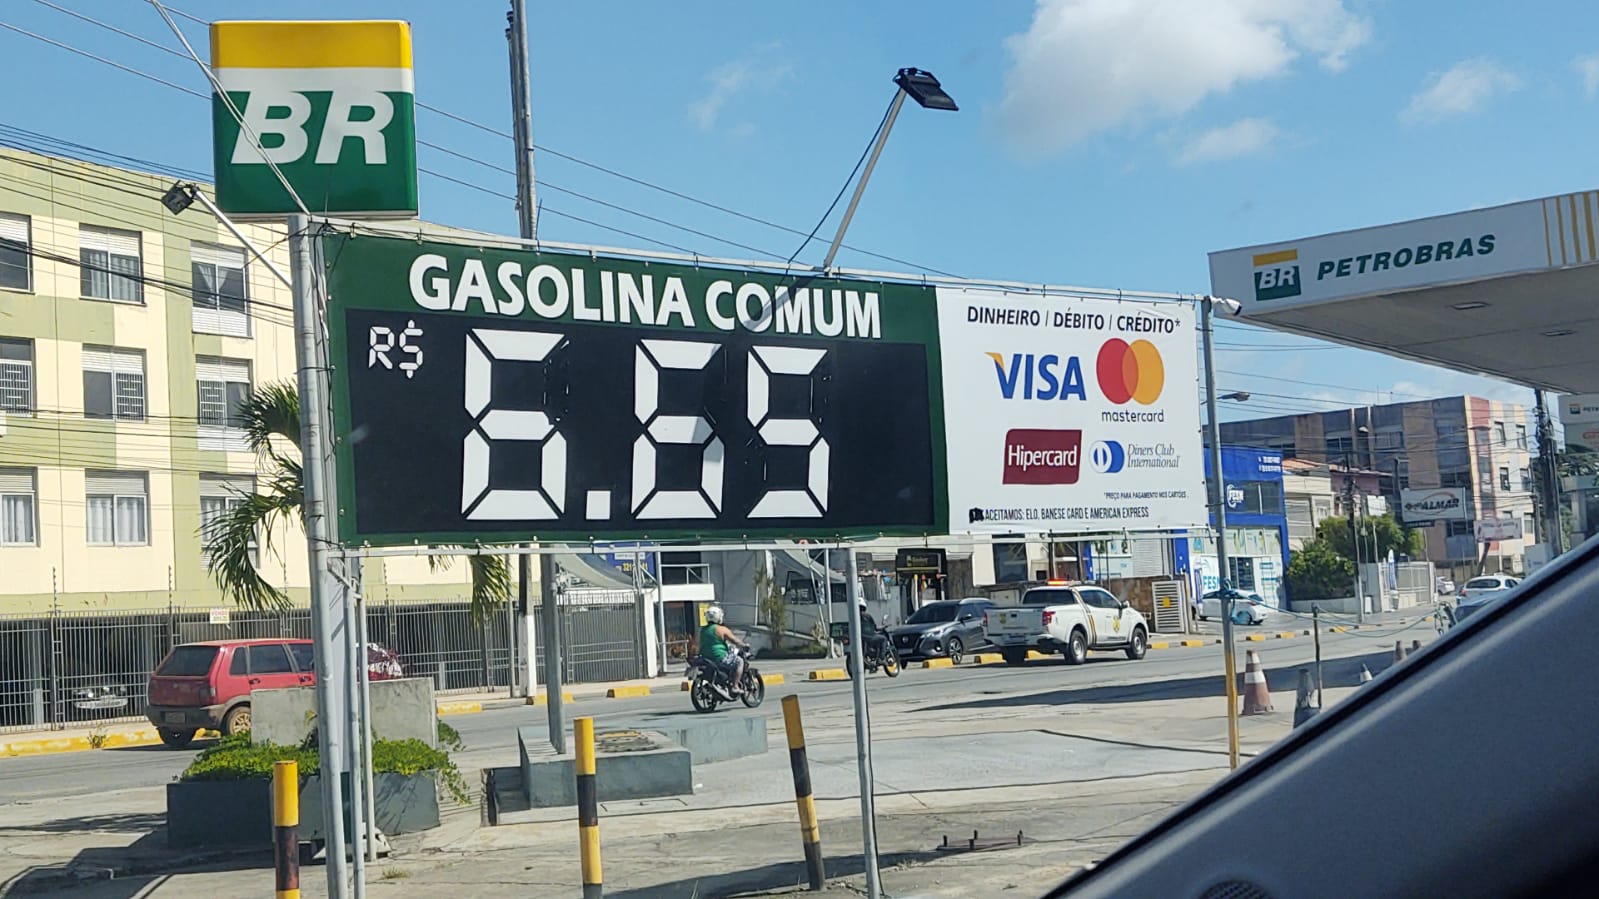 BR
GASOLINA COMUM
R$ 6.65
DINHEIRO / DÉBITO / CRÉDITO*
VISA
mastercard
Hipercard
Diners Club
International
*PREÇO PARA PAGAMENTO NOS CARTÕES .
ACEITAMOS: ELO, BANESE CARD E AMERICAN EXPRESS
BR PETROBRAS
ALMAR